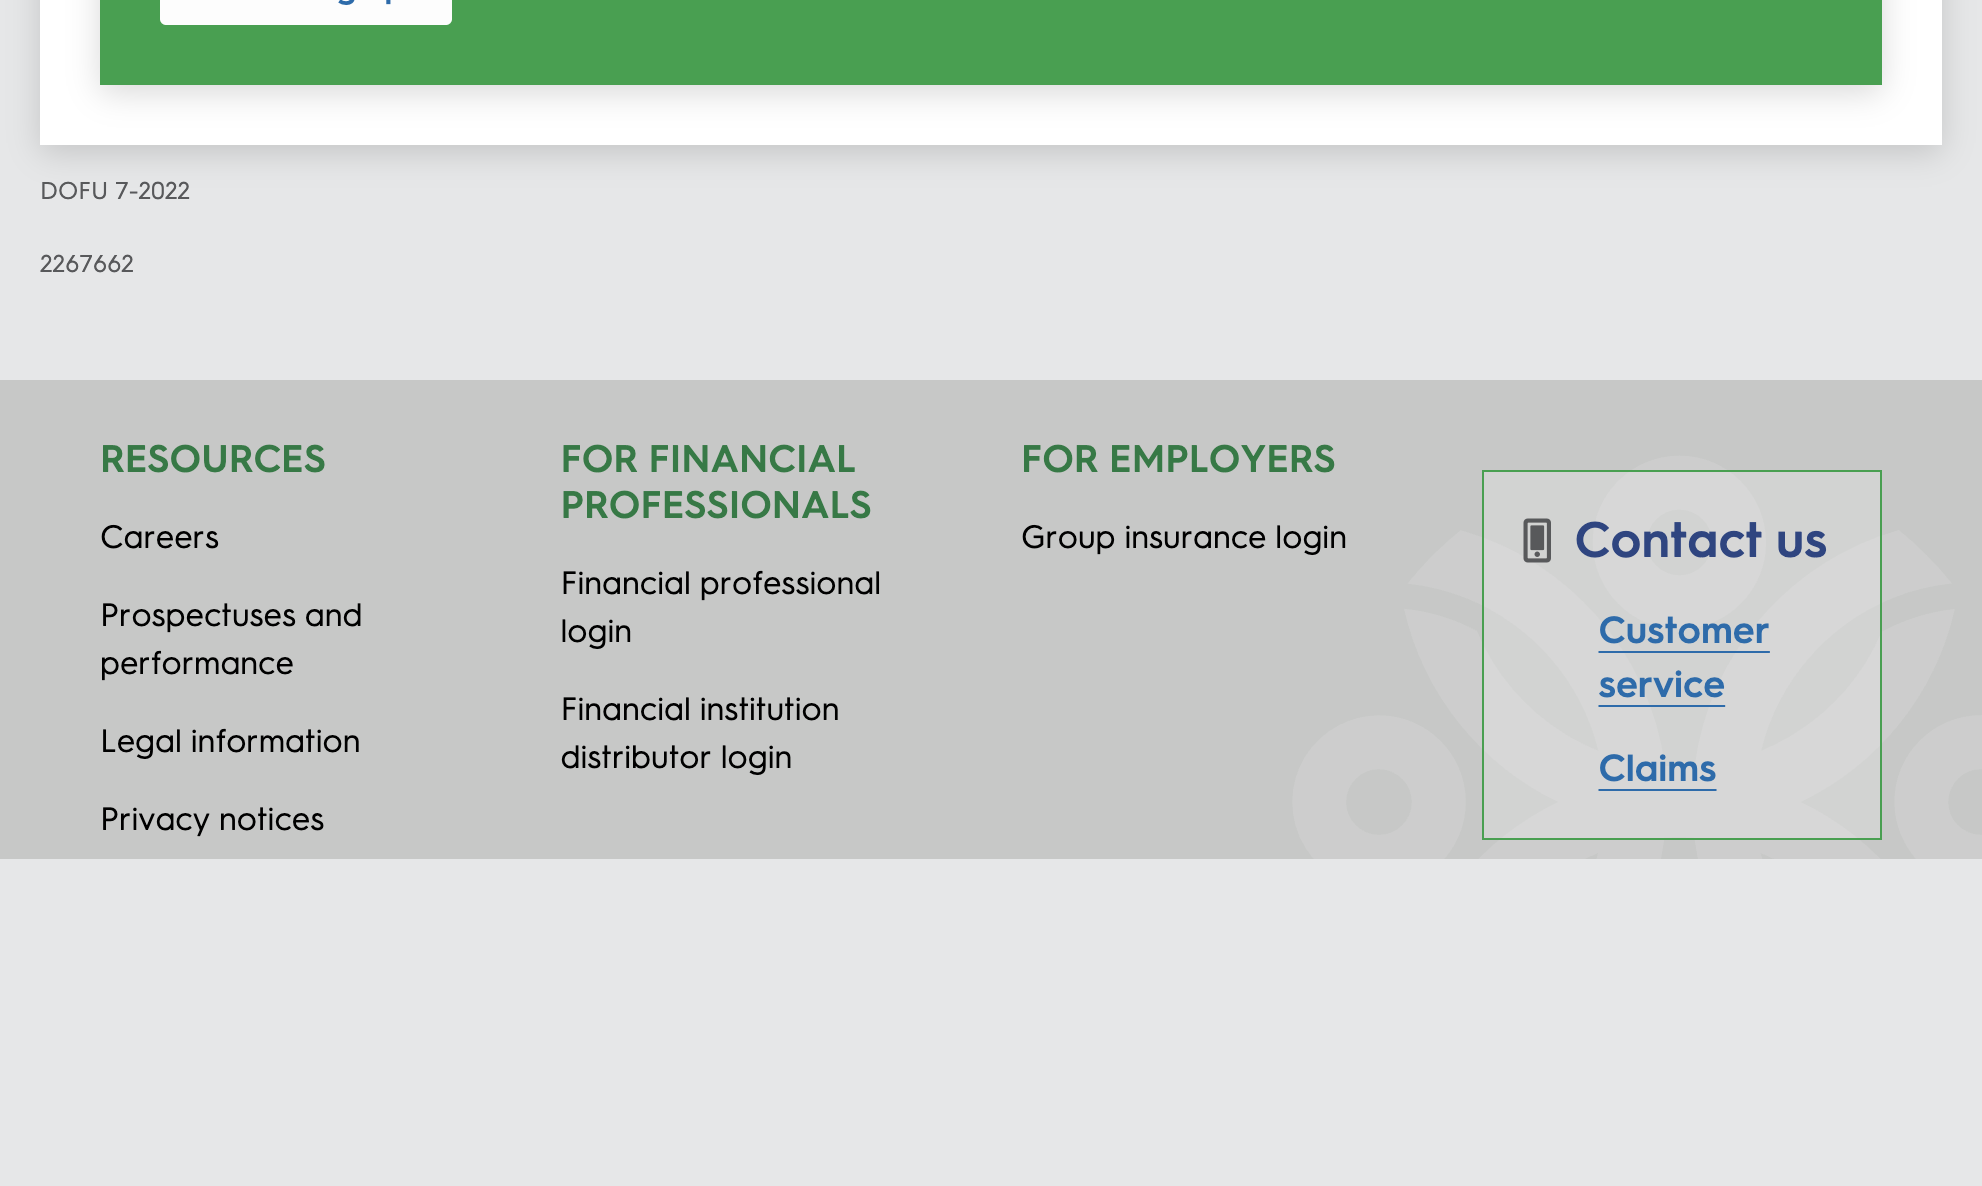 DOFU 7-2022
2267662
RESOURCES
Careers
Prospectuses and
performance
Legal information
Privacy notices
FOR FINANCIAL
PROFESSIONALS
Financial professional
login
Financial institution
distributor login
FOR EMPLOYERS
Group insurance login
Contact us
Customer
service
Claims